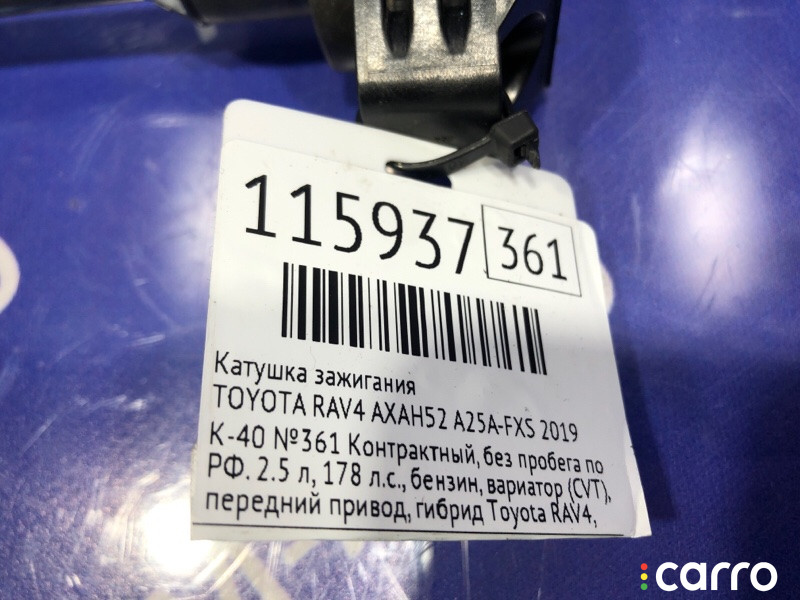 115937 361
Катушка зажигания
TOYOTA RAV4 AXAH52 A25A-FXS 2019
К-40 №361 Контрактный, без пробега по
РФ. 2.5 л, 178 л.с., бензин, вариатор (CVT),
передний привод, гибрид Toyota RAV4,
carro